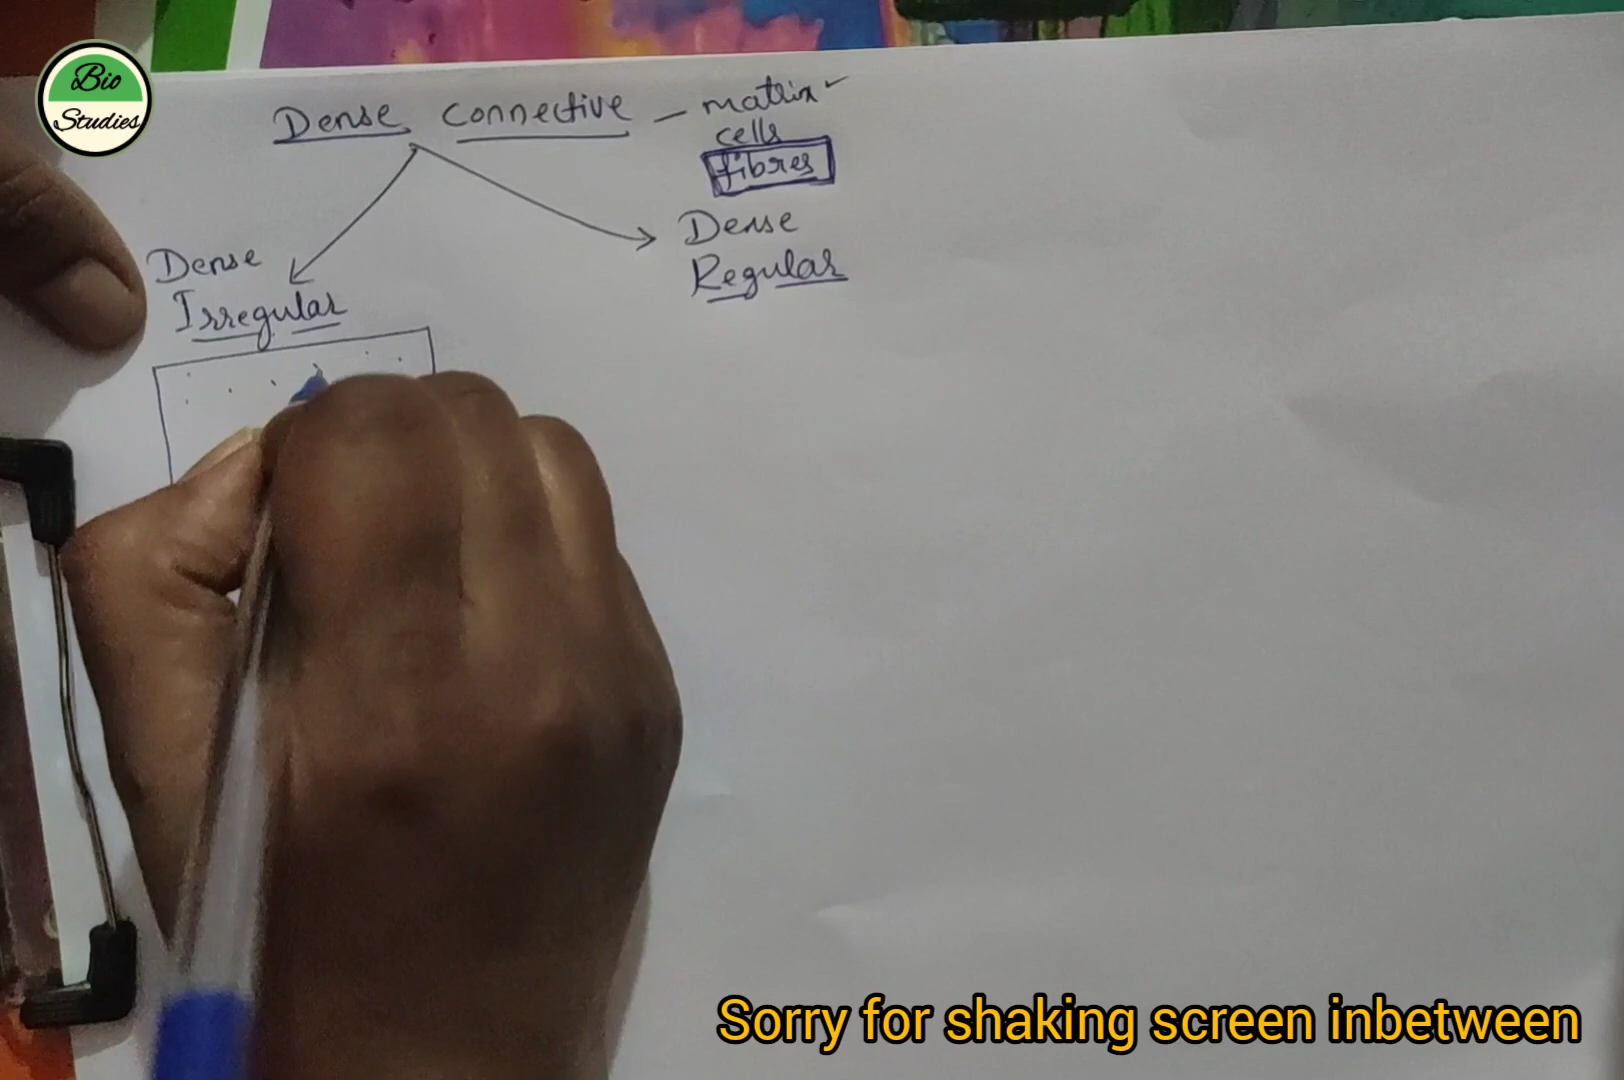 Bio
Studies
Dense connective – matrix ✓
cells
fibres
Dense
Regular
Dense
Irregular
Sorry for shaking screen inbetween